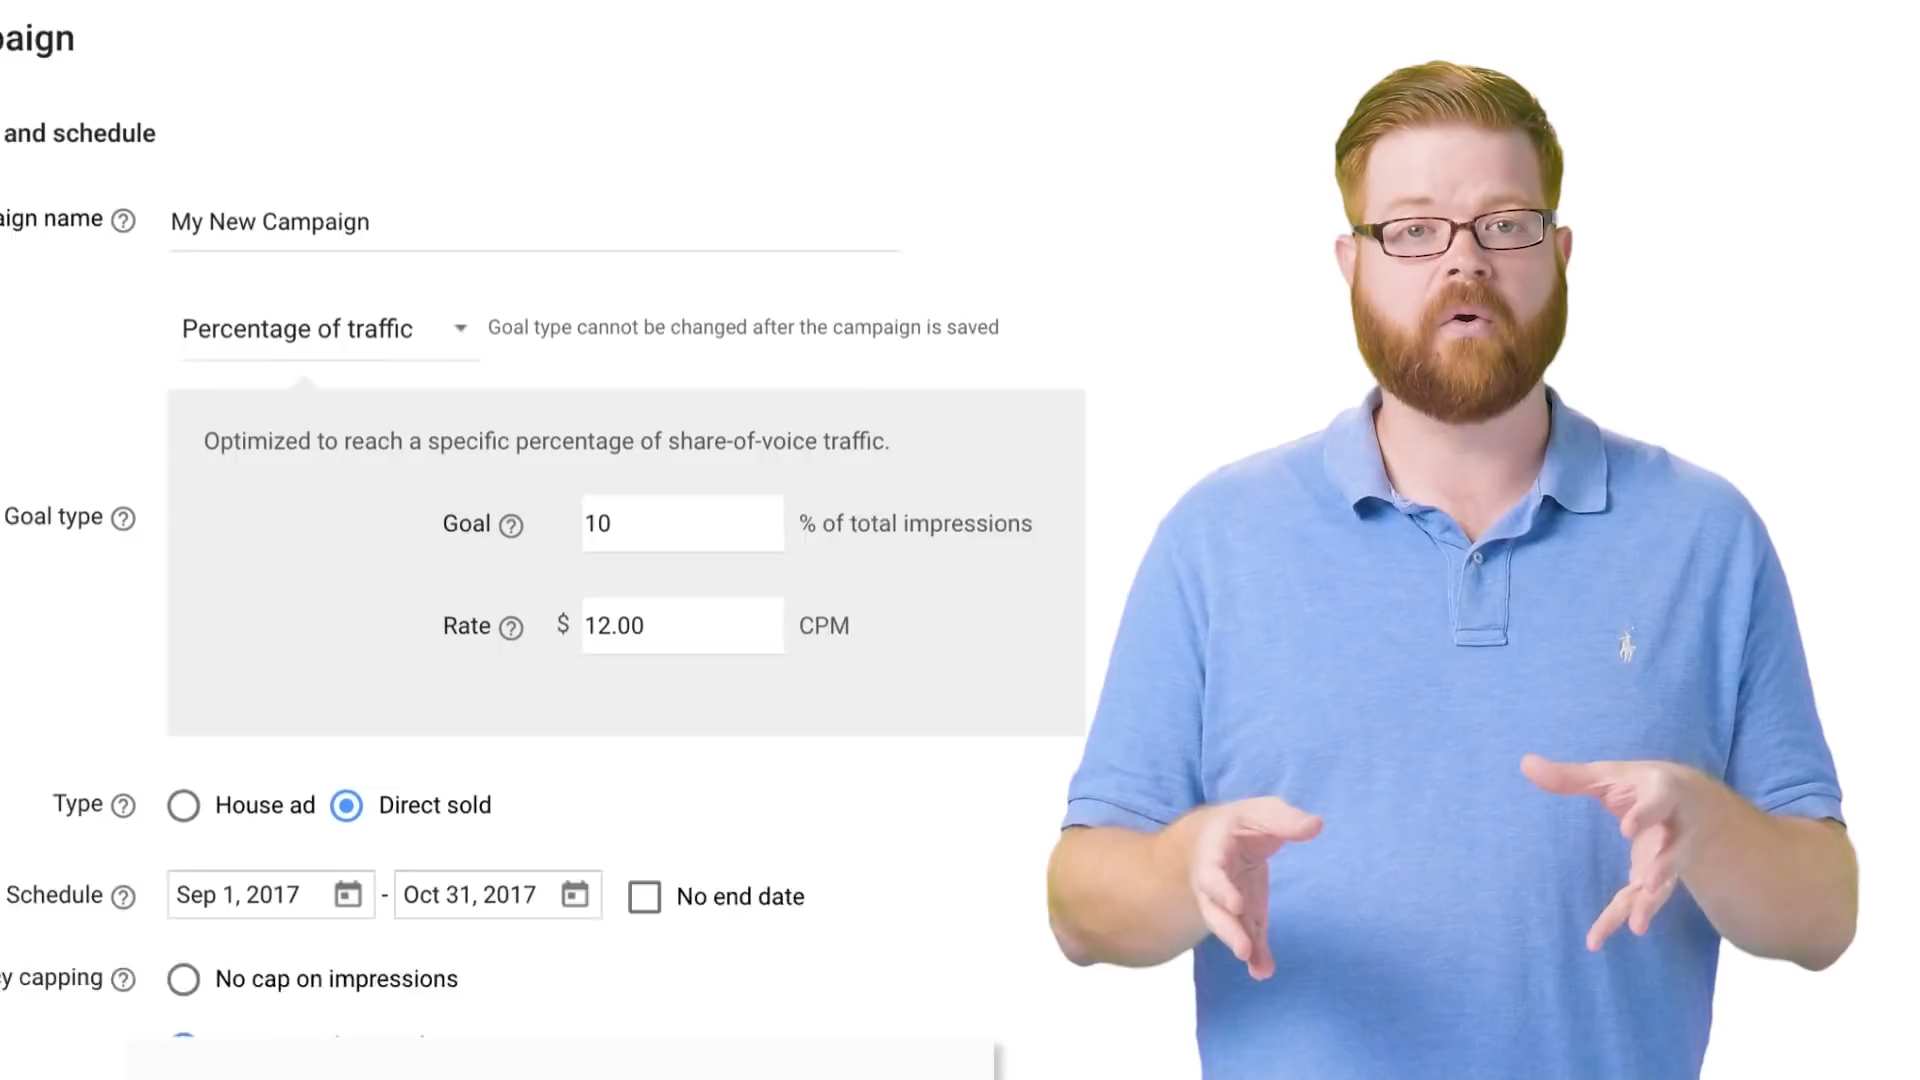 paign
and schedule
aign name
My New Campaign
Percentage of traffic
Goal type cannot be changed after the campaign is saved
Optimized to reach a specific percentage of share-of-voice traffic.
Goal type
Goal 10 % of total impressions
Rate $ 12.00 CPM
Type House ad Direct sold
Schedule Sep 1, 2017 - Oct 31, 2017 No end date
y capping No cap on impressions